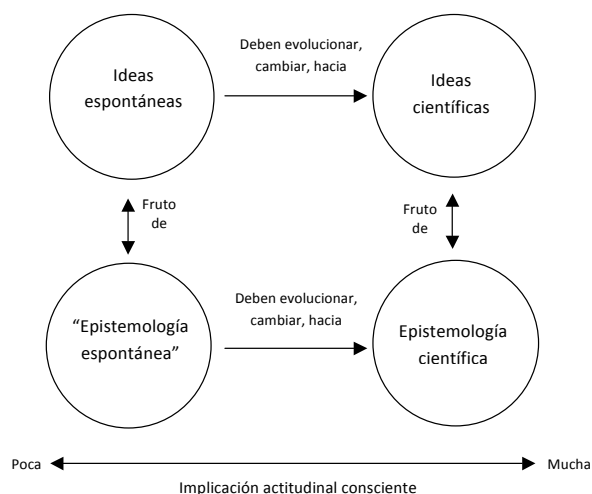 Deben evolucionar,
cambiar, hacia
Ideas
espontáneas
Ideas
científicas
Fruto
de
Fruto
de
Deben evolucionar,
cambiar, hacia
“Epistemología
espontánea”
Epistemología
científica
Poca
Mucha
Implicación actitudinal consciente